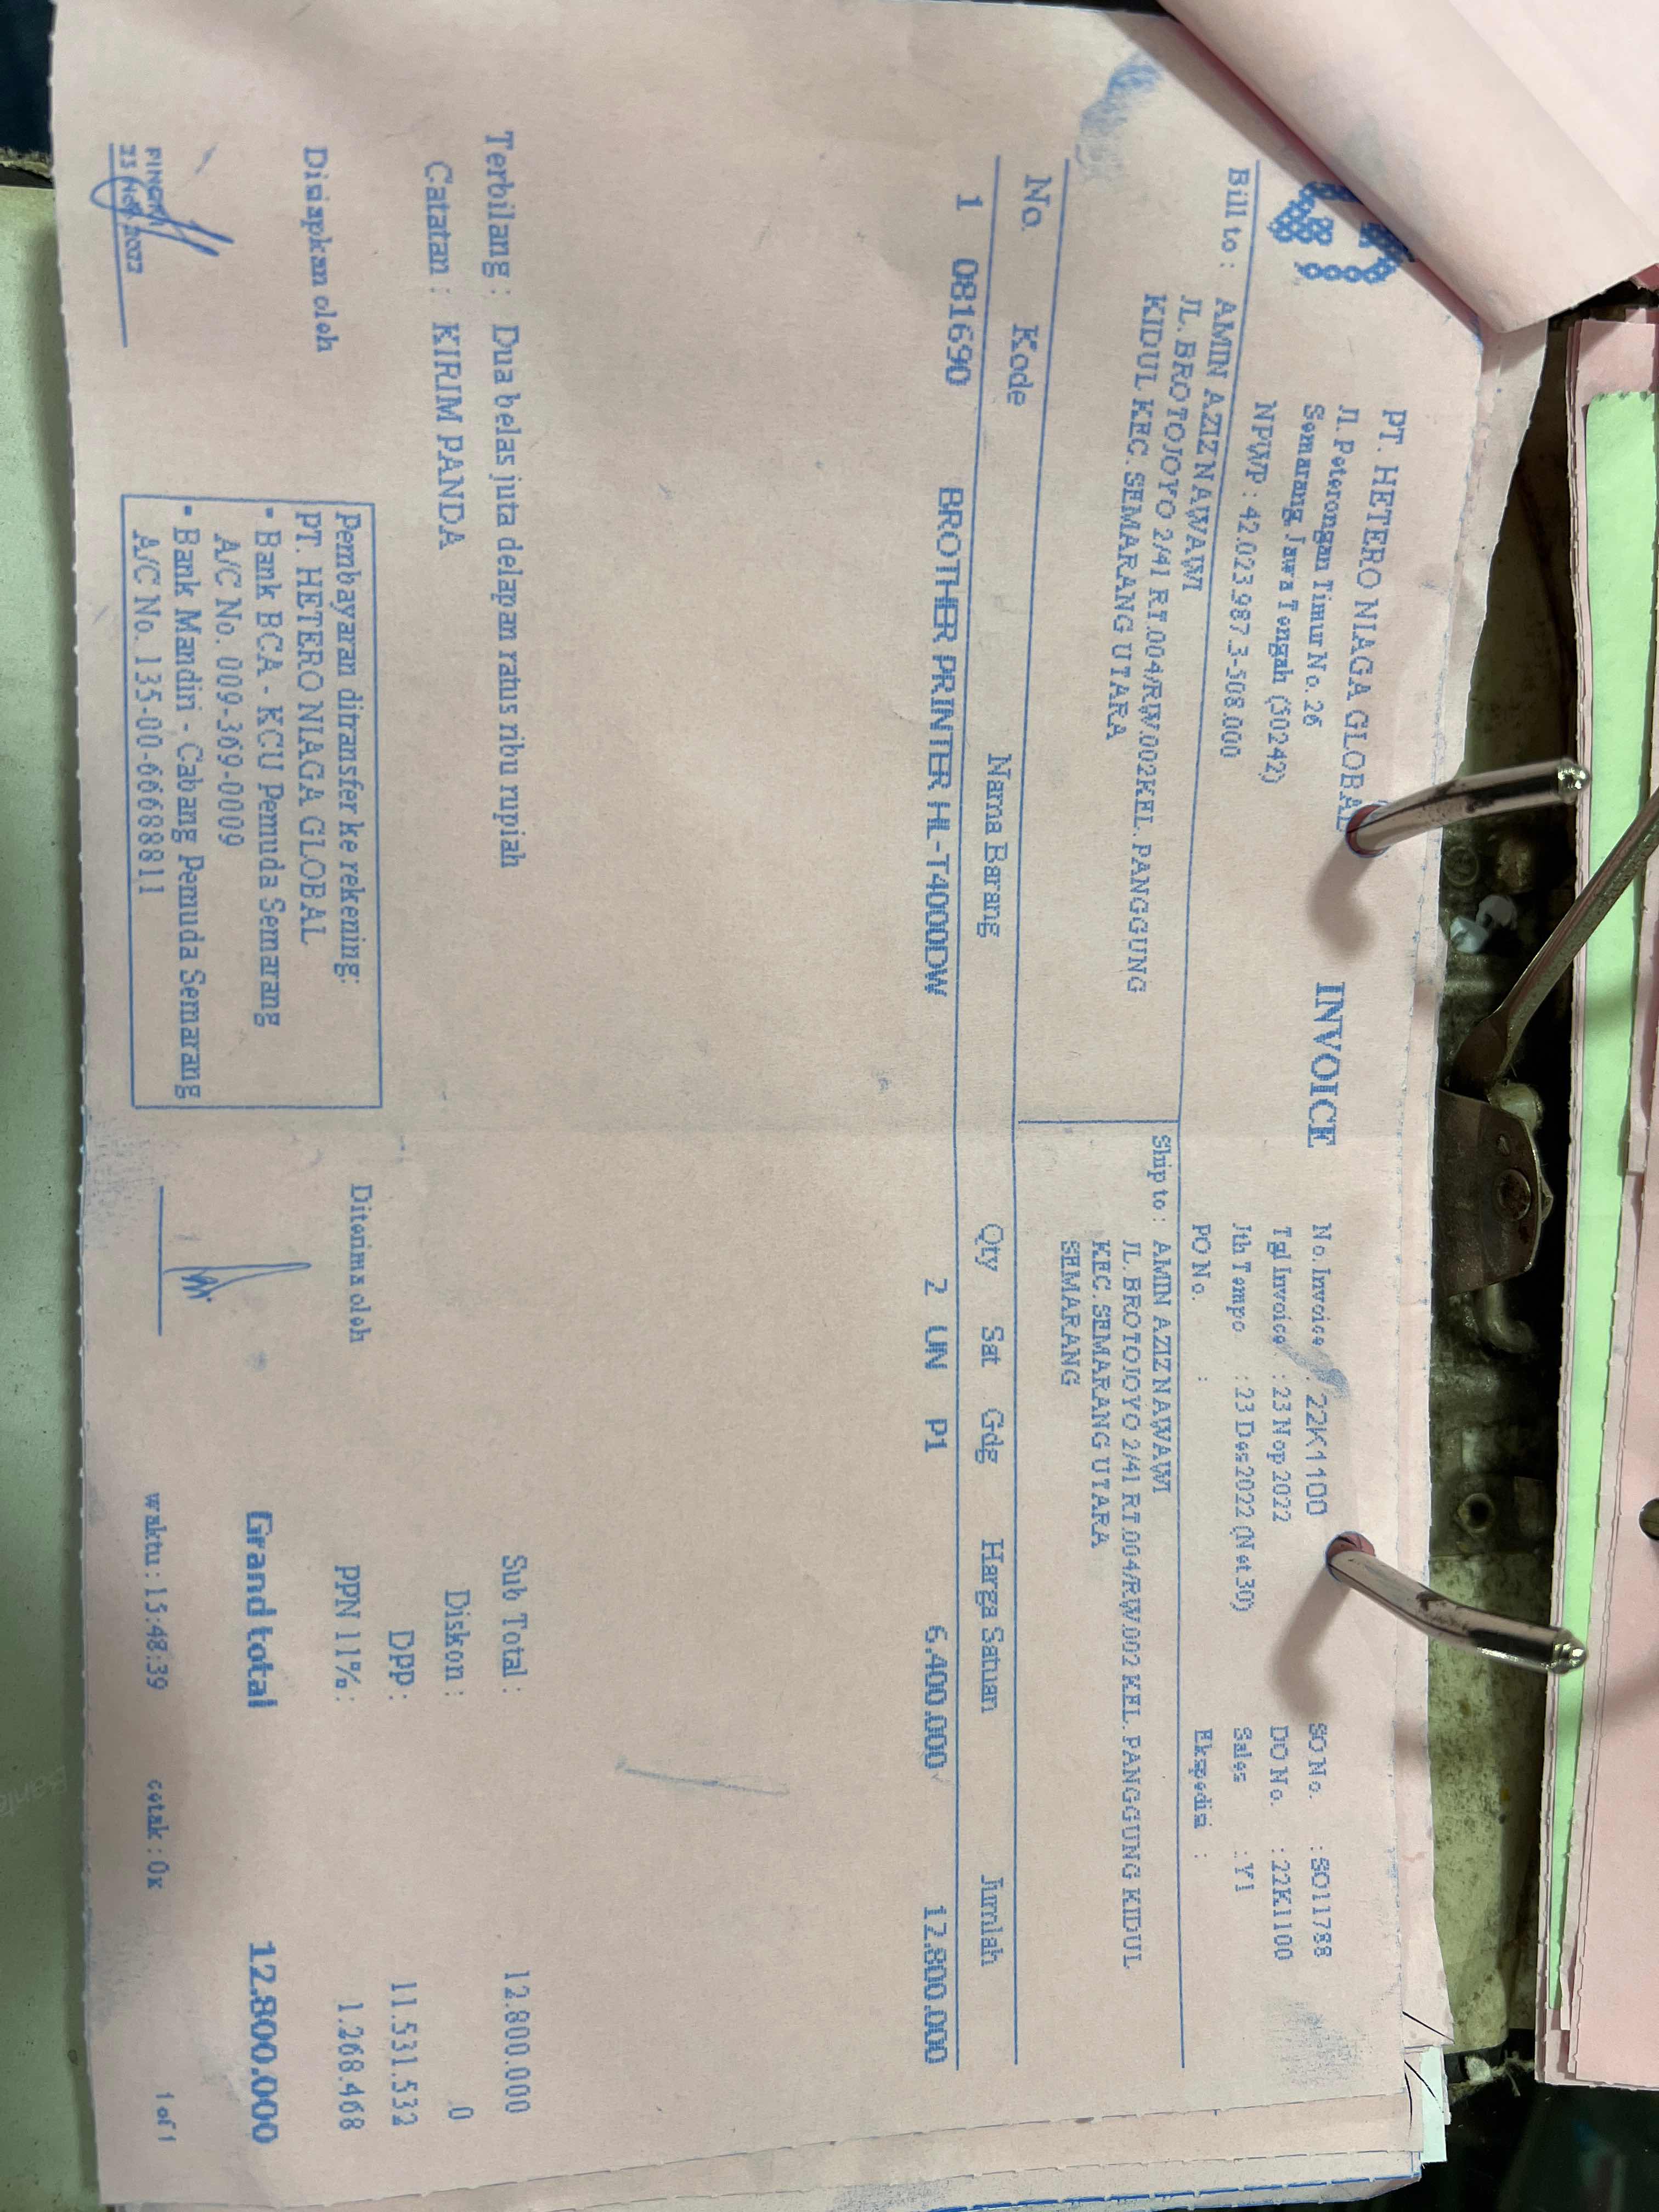 PT. HETERO NIAGA GLOBAL
Jl. Peterongan Timur No. 26
Semarang, Jawa Tengah (50242)
NPWP : 42.023.987.3-508.000
INVOICE
No. Invoice : 22K1100
Tgl Invoice : 23 Nop 2022
Jth Tempo : 23 Des 2022 (Net 30)
PO No. :
SO No. : SO11788
DO No. : 22K1100
Sales : Y1
Ekspedisi :
Bill to : AMIN AZIZ NAWAWI
JL. BROTOJOYO 2/41 RT.004/RW.002KEL. PANGGUNG
KIDUL KEC. SEMARANG UTARA
Ship to : AMIN AZIZ NAWAWI
JL. BROTOJOYO 2/41 RT.004/RW.002 KEL. PANGGUNG KIDUL
KEC. SEMARANG UTARA
SEMARANG
No. Kode Nama Barang Qty Sat Gdg Harga Satuan Jumlah
1 081690 BROTHER PRINTER HL-T4000DW 2 UN P1 6.400.000 12.800.000
Terbilang : Dua belas juta delapan ratus ribu rupiah
Catatan : KIRIM PANDA
Sub Total : 12.800.000
Diskon : 0
DPP : 11.531.532
PPN 11% : 1.268.468
Grand total 12.800.000
Disiapkan oleh
2022
Pembayaran ditransfer ke rekening:
PT. HETERO NIAGA GLOBAL
* Bank BCA - KCU Pemuda Semarang
A/C No. 009-369-0009
* Bank Mandiri - Cabang Pemuda Semarang
A/C No. 135-00-6668811
Diterima oleh
waktu : 15:48:39 cetak : 0x 1 of 1